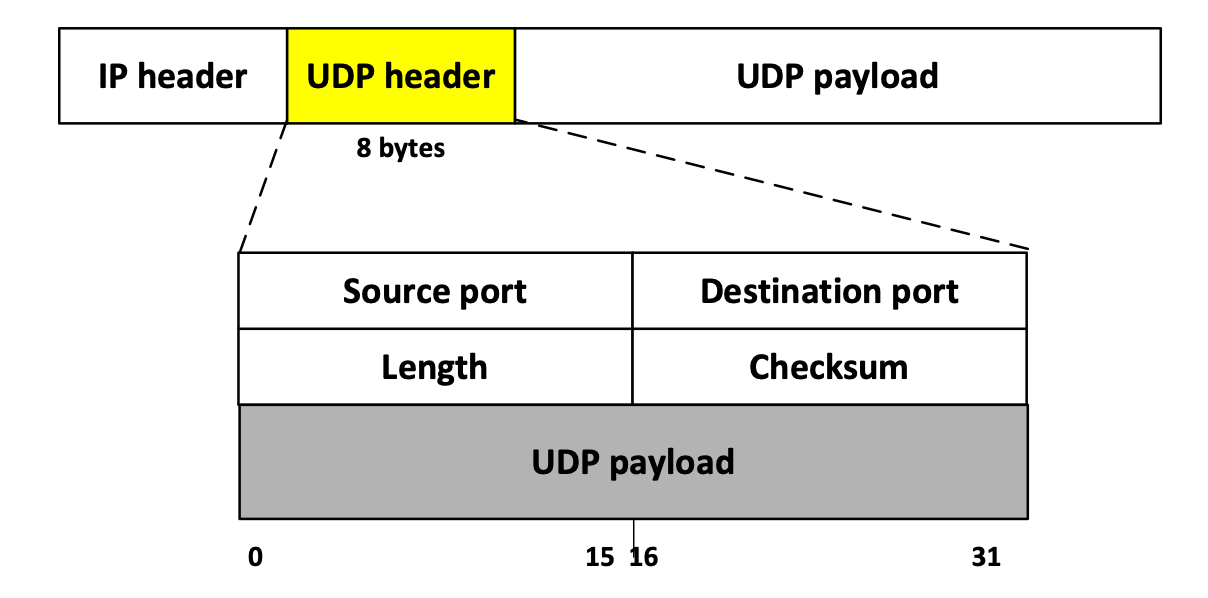 IP header UDP header UDP payload
8 bytes
Source port Destination port
Length Checksum
UDP payload
0 15 16 31